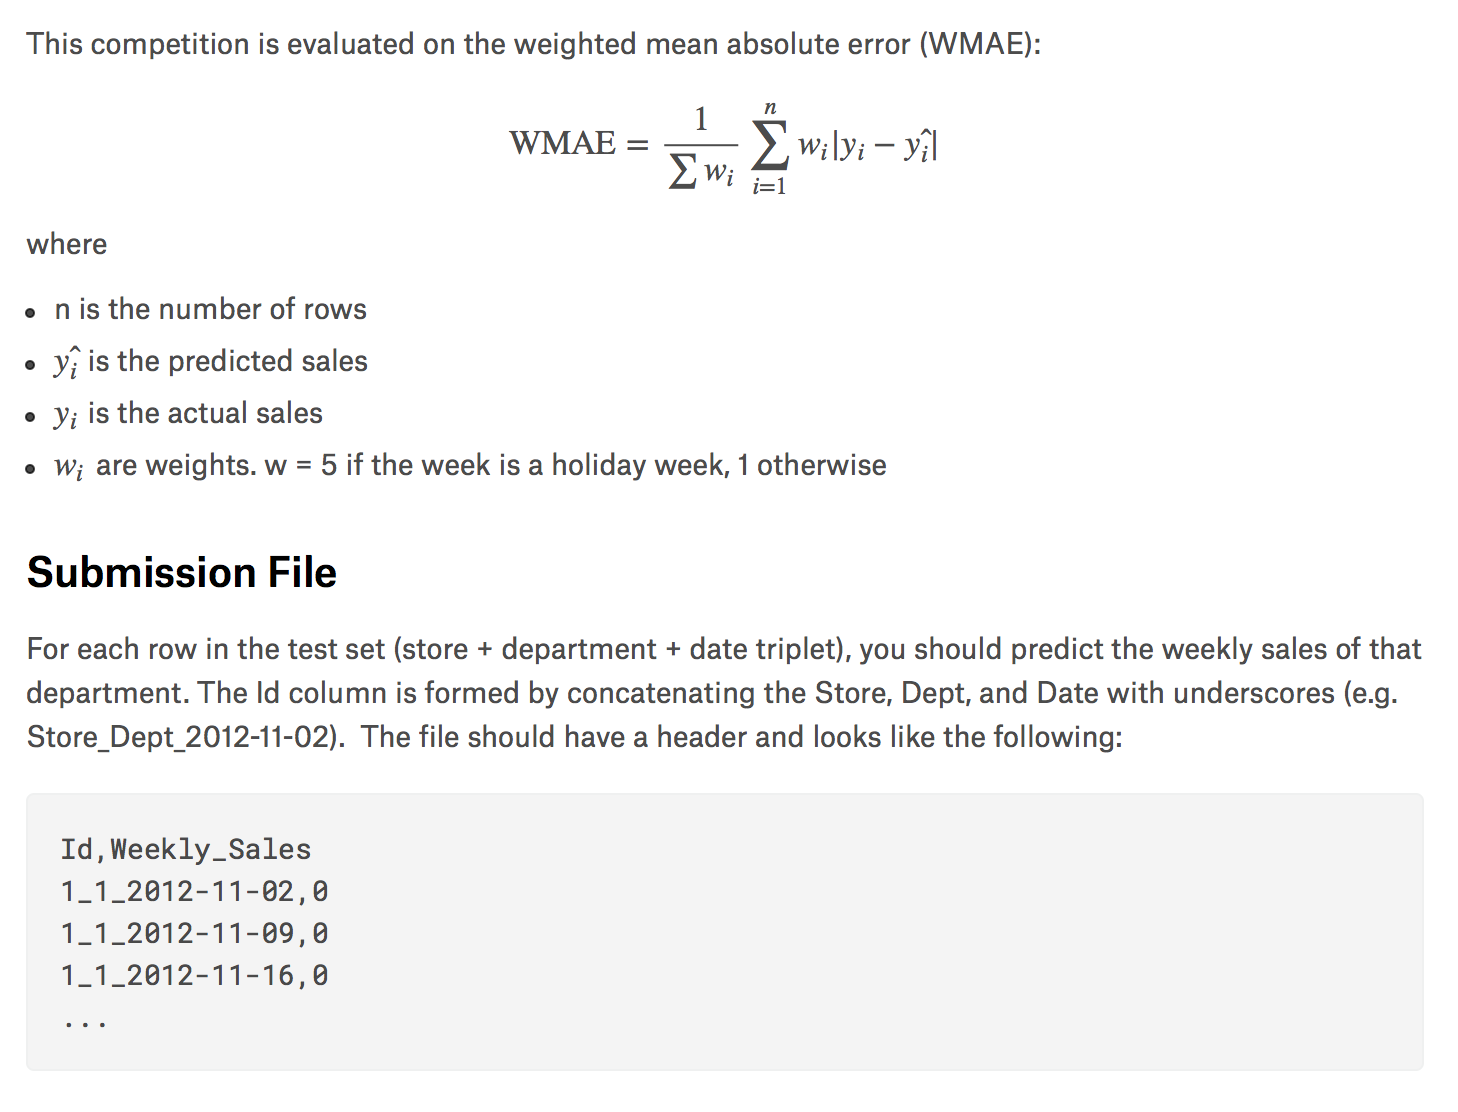 This competition is evaluated on the weighted mean absolute error (WMAE):
WMAE = \frac{1}{\sum w_i} \sum_{i=1}^{n} w_i |y_i - \hat{y_i}|
where
• n is the number of rows
• \hat{y_i} is the predicted sales
• y_i is the actual sales
• w_i are weights. w = 5 if the week is a holiday week, 1 otherwise
Submission File
For each row in the test set (store + department + date triplet), you should predict the weekly sales of that
department. The Id column is formed by concatenating the Store, Dept, and Date with underscores (e.g.
Store_Dept_2012-11-02).  The file should have a header and looks like the following:
Id,Weekly_Sales
1_1_2012-11-02,0
1_1_2012-11-09,0
1_1_2012-11-16,0
...